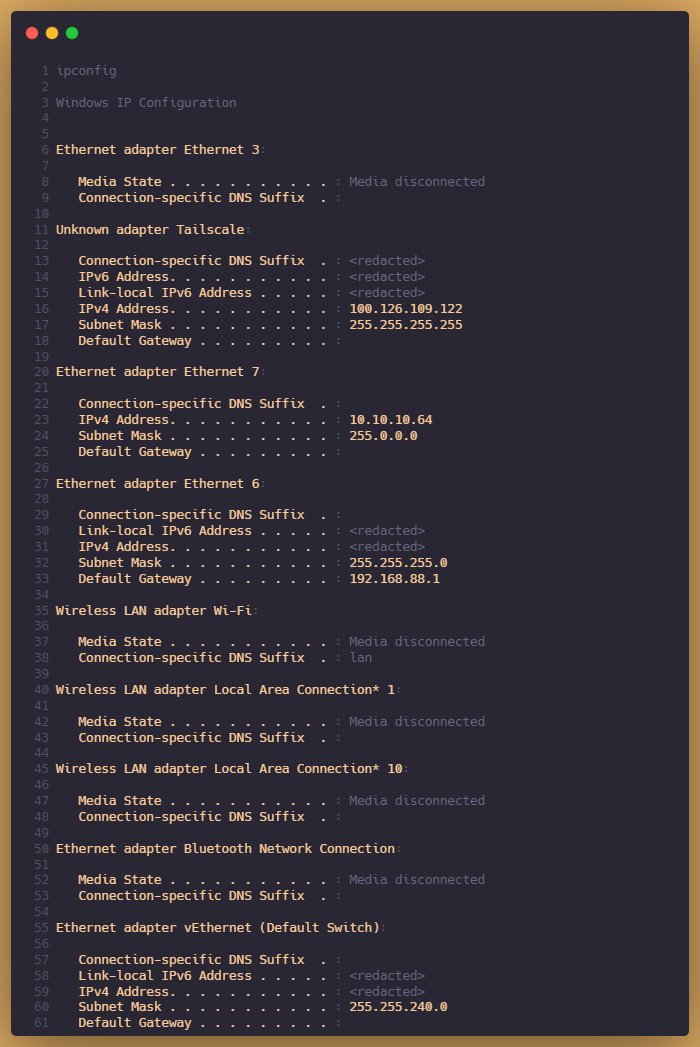 1 ipconfig
2
3 Windows IP Configuration
4
5
6 Ethernet adapter Ethernet 3:
7
8    Media State . . . . . . . . . . . : Media disconnected
9    Connection-specific DNS Suffix  . :
10
11 Unknown adapter Tailscale:
12
13    Connection-specific DNS Suffix  . : <redacted>
14    IPv6 Address. . . . . . . . . . . : <redacted>
15    Link-local IPv6 Address . . . . . : <redacted>
16    IPv4 Address. . . . . . . . . . . : 100.126.109.122
17    Subnet Mask . . . . . . . . . . . : 255.255.255.255
18    Default Gateway . . . . . . . . . :
19
20 Ethernet adapter Ethernet 7:
21
22    Connection-specific DNS Suffix  . :
23    IPv4 Address. . . . . . . . . . . : 10.10.10.64
24    Subnet Mask . . . . . . . . . . . : 255.0.0.0
25    Default Gateway . . . . . . . . . :
26
27 Ethernet adapter Ethernet 6:
28
29    Connection-specific DNS Suffix  . :
30    Link-local IPv6 Address . . . . . : <redacted>
31    IPv4 Address. . . . . . . . . . . : <redacted>
32    Subnet Mask . . . . . . . . . . . : 255.255.255.0
33    Default Gateway . . . . . . . . . : 192.168.88.1
34
35 Wireless LAN adapter Wi-Fi:
36
37    Media State . . . . . . . . . . . : Media disconnected
38    Connection-specific DNS Suffix  . : lan
39
40 Wireless LAN adapter Local Area Connection* 1:
41
42    Media State . . . . . . . . . . . : Media disconnected
43    Connection-specific DNS Suffix  . :
44
45 Wireless LAN adapter Local Area Connection* 10:
46
47    Media State . . . . . . . . . . . : Media disconnected
48    Connection-specific DNS Suffix  . :
49
50 Ethernet adapter Bluetooth Network Connection:
51
52    Media State . . . . . . . . . . . : Media disconnected
53    Connection-specific DNS Suffix  . :
54
55 Ethernet adapter vEthernet (Default Switch):
56
57    Connection-specific DNS Suffix  . :
58    Link-local IPv6 Address . . . . . : <redacted>
59    IPv4 Address. . . . . . . . . . . : <redacted>
60    Subnet Mask . . . . . . . . . . . : 255.255.240.0
61    Default Gateway . . . . . . . . . :